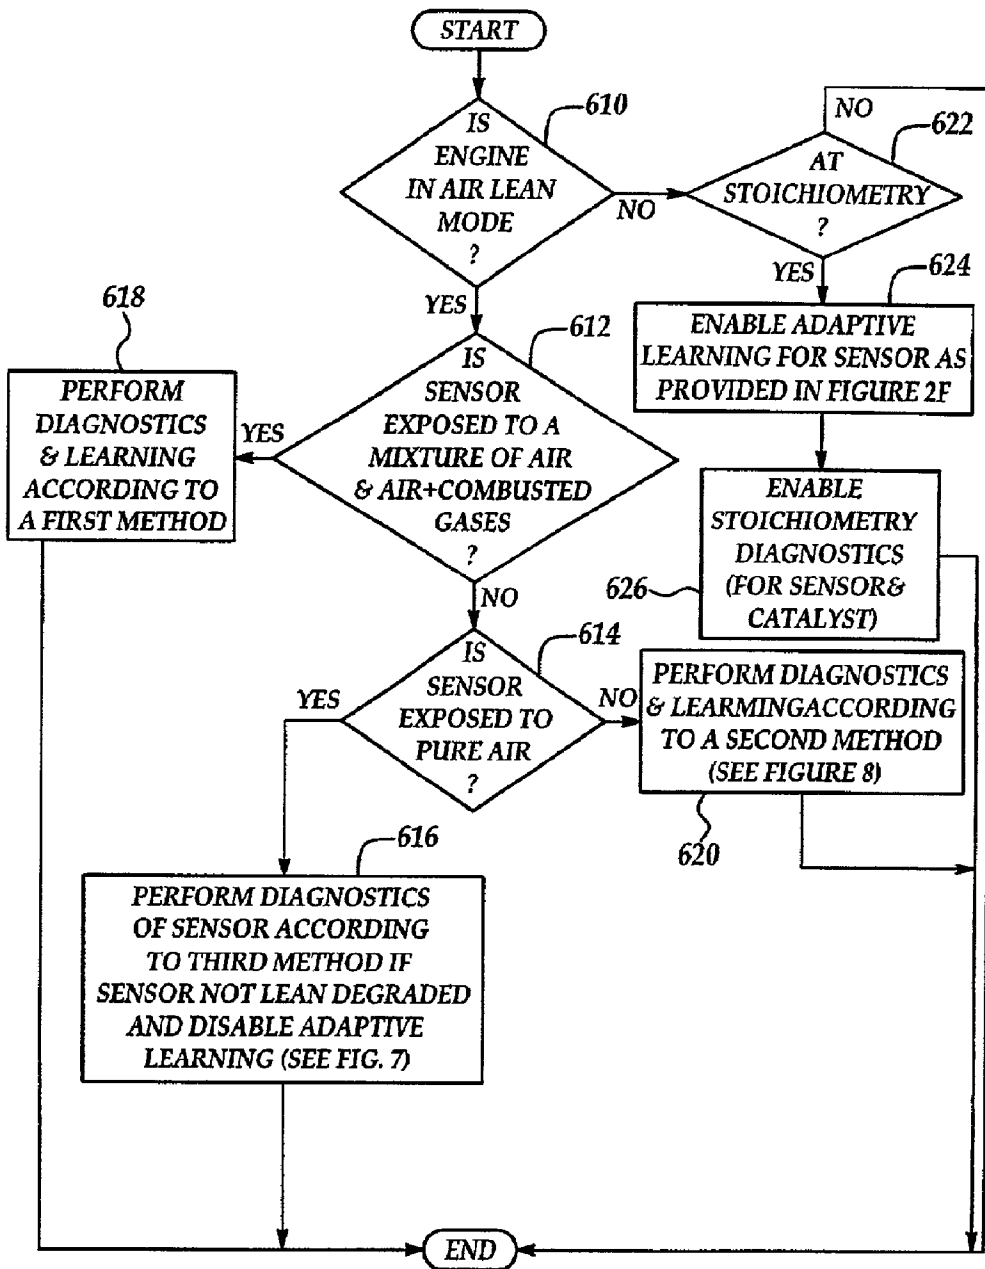 START
610
IS
ENGINE
IN AIR LEAN
MODE
?
NO
YES
NO
622
AT
STOICHIOMETRY
?
YES
624
ENABLE ADAPTIVE
LEARNING FOR SENSOR AS
PROVIDED IN FIGURE 2F
612
IS
SENSOR
EXPOSED TO A
MIXTURE OF AIR
& AIR+COMBUSTED
GASES
?
YES
NO
618
PERFORM
DIAGNOSTICS
& LEARNING
ACCORDING TO
A FIRST METHOD
ENABLE
STOICHIOMETRY
DIAGNOSTICS
(FOR SENSOR&
CATALYST)
626
614
IS
SENSOR
EXPOSED TO
PURE AIR
?
YES
NO
PERFORM DIAGNOSTICS
& LEARMINGACCORDING
TO A SECOND METHOD
(SEE FIGURE 8)
620
616
PERFORM DIAGNOSTICS
OF SENSOR ACCORDING
TO THIRD METHOD IF
SENSOR NOT LEAN DEGRADED
AND DISABLE ADAPTIVE
LEARNING (SEE FIG. 7)
END